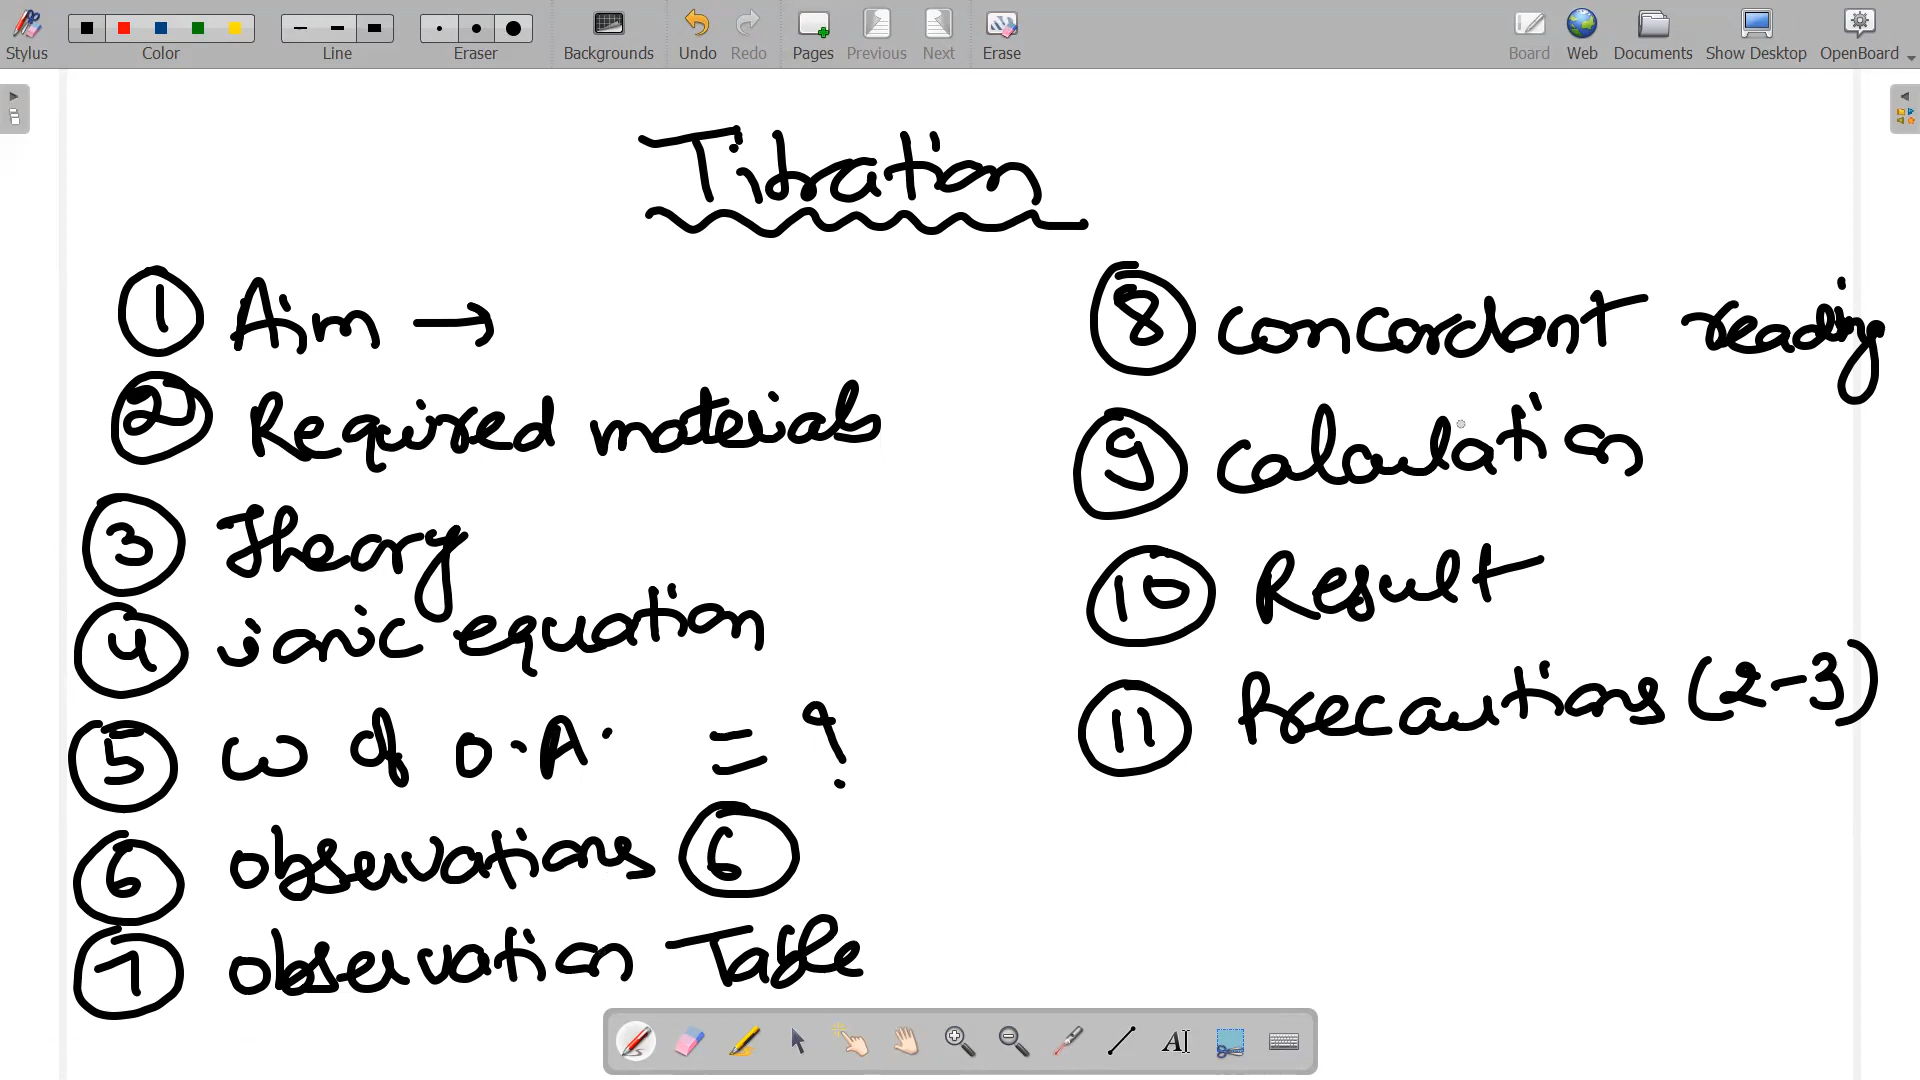 Stylus Color Line Eraser Backgrounds Undo Redo Pages Previous Next Erase Board Web Documents Show Desktop OpenBoard
Titration
1 Aim →
2 Required materials
3 Theory
4 ionic equation
5 w of O.A. = ?
6 observations 6
7 observation Table
8 concordant reading
9 calculation
10 Result
11 Precautions (2-3)